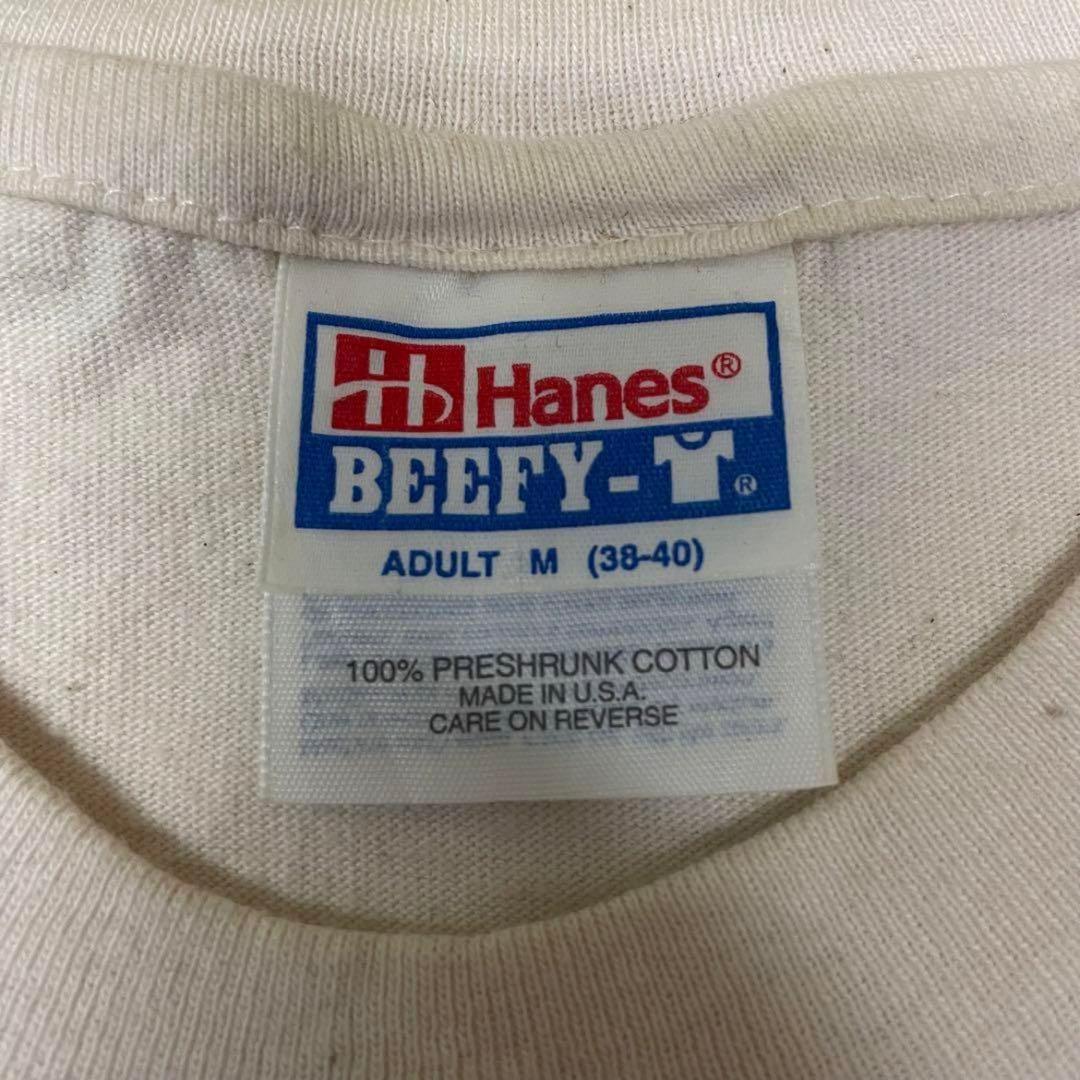 Hanes®
BEEFY-T®
ADULT M (38-40)
100% PRESHRUNK COTTON
MADE IN U.S.A.
CARE ON REVERSE